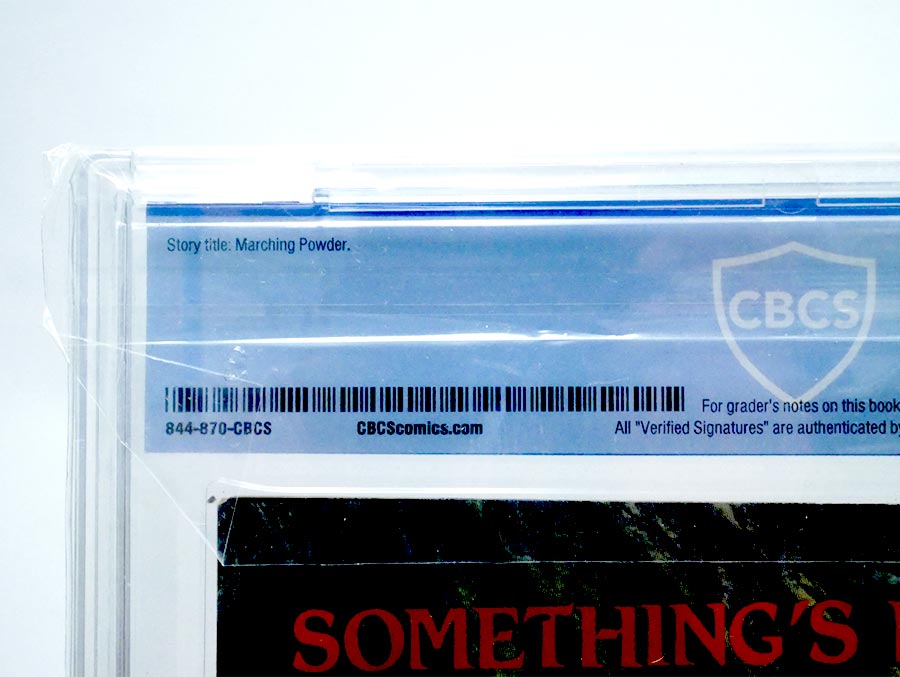 Story title: Marching Powder.
CBCS
For grader's notes on this book
844-870-CBCS CBCScomics.com All "Verified Signatures" are authenticated by
SOMETHING'S